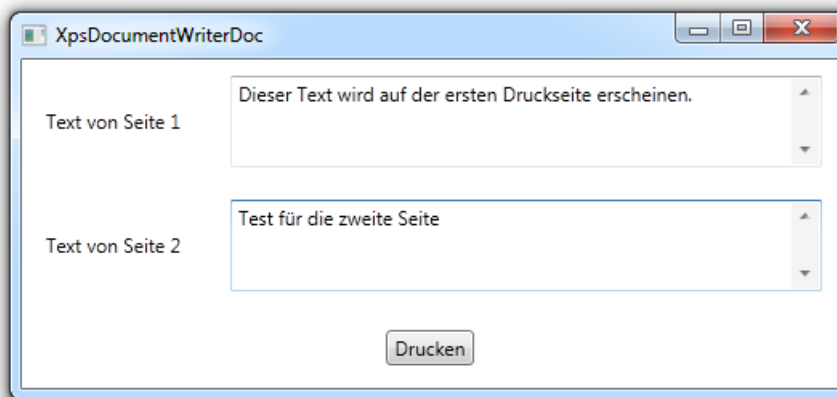 XpsDocumentWriterDoc
Text von Seite 1
Dieser Text wird auf der ersten Druckseite erscheinen.
Text von Seite 2
Test für die zweite Seite
Drucken